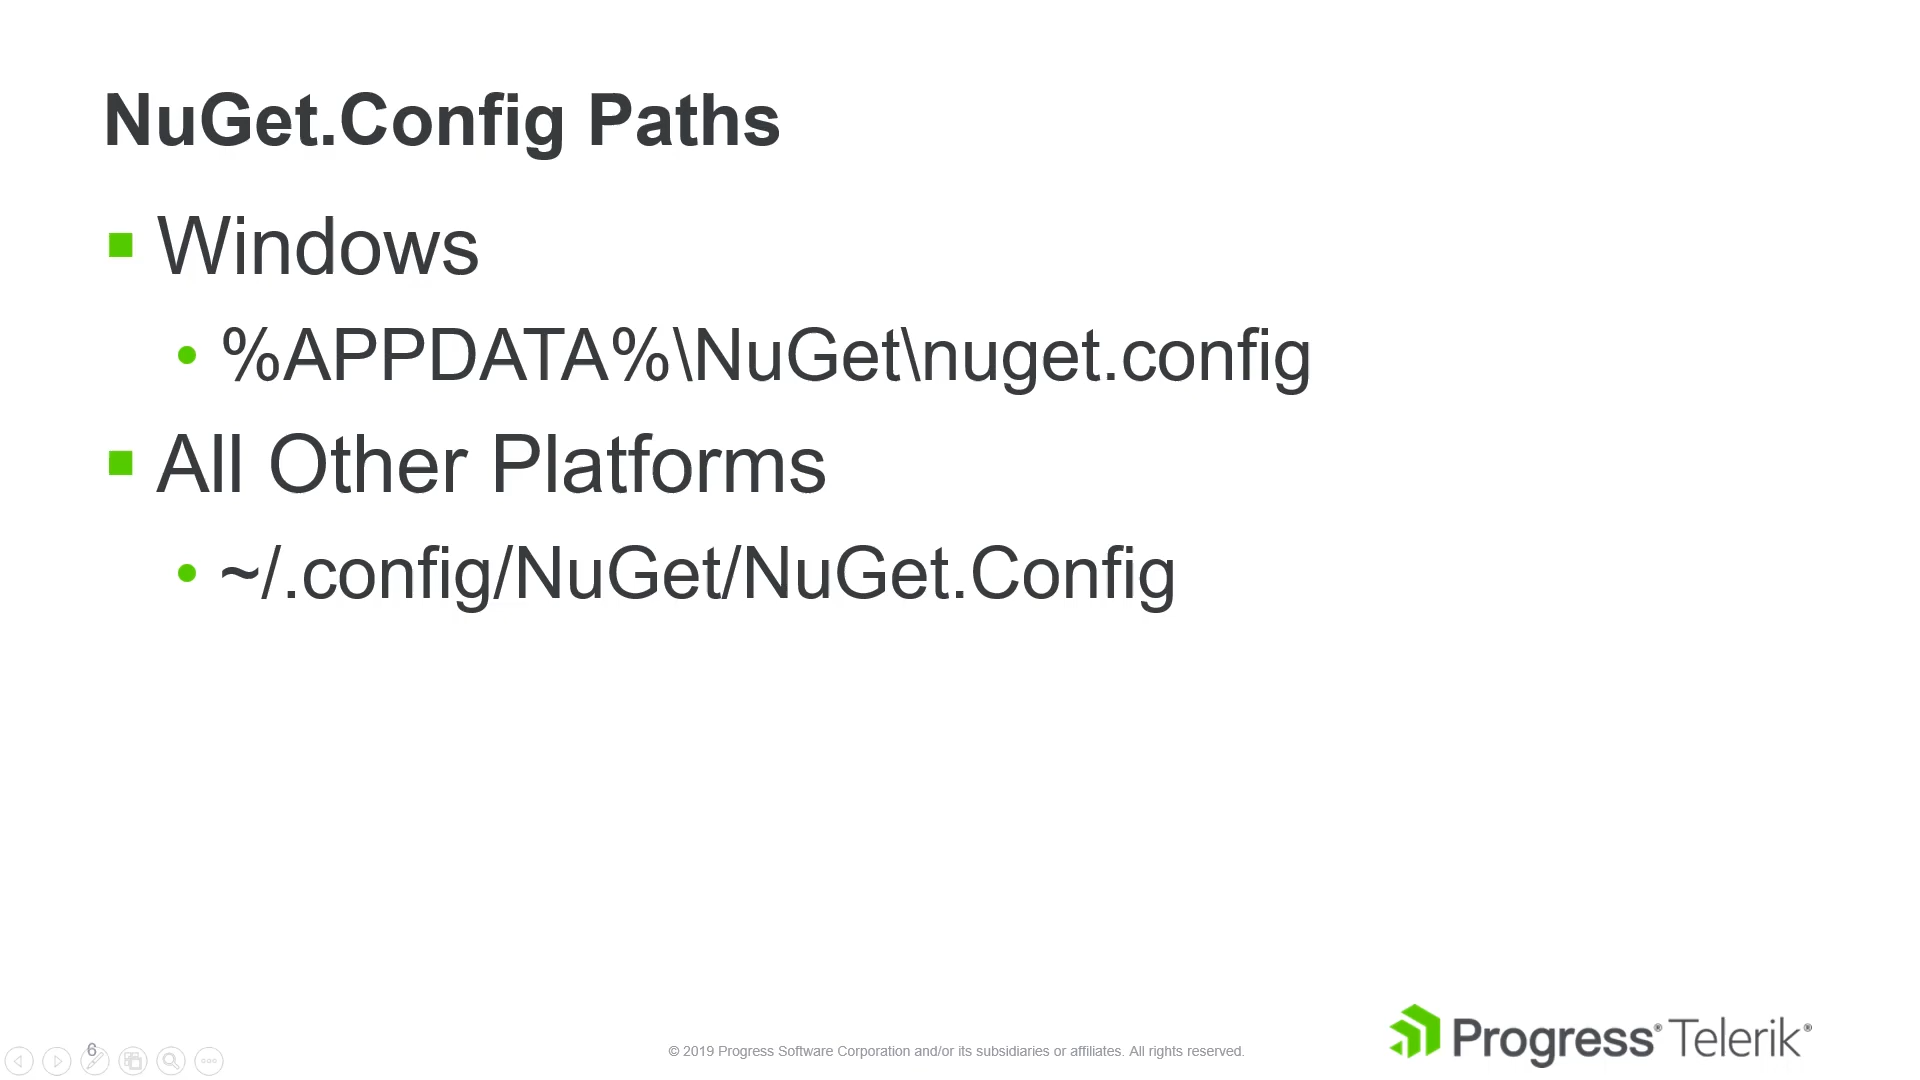 NuGet.Config Paths
Windows
%APPDATA%\NuGet\nuget.config
All Other Platforms
~/.config/NuGet/NuGet.Config
6
© 2019 Progress Software Corporation and/or its subsidiaries or affiliates. All rights reserved.
Progress® Telerik®